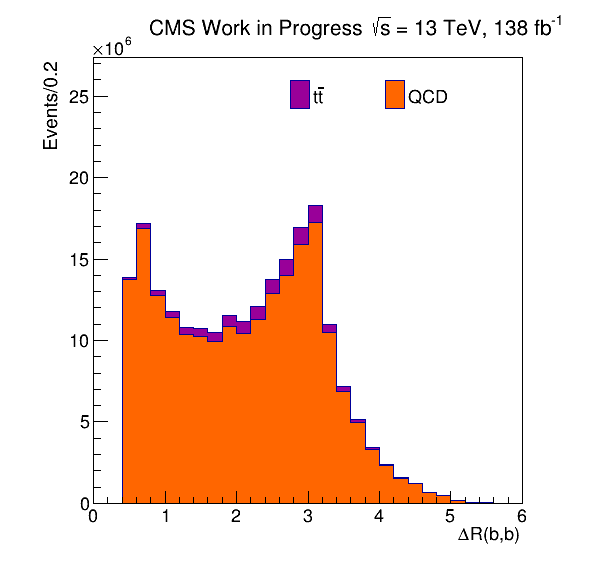 CMS Work in Progress √s = 13 TeV, 138 fb⁻¹
×10⁶
Events/0.2
tt̄
QCD
25
20
15
10
5
0
0 1 2 3 4 5 6
ΔR(b,b)